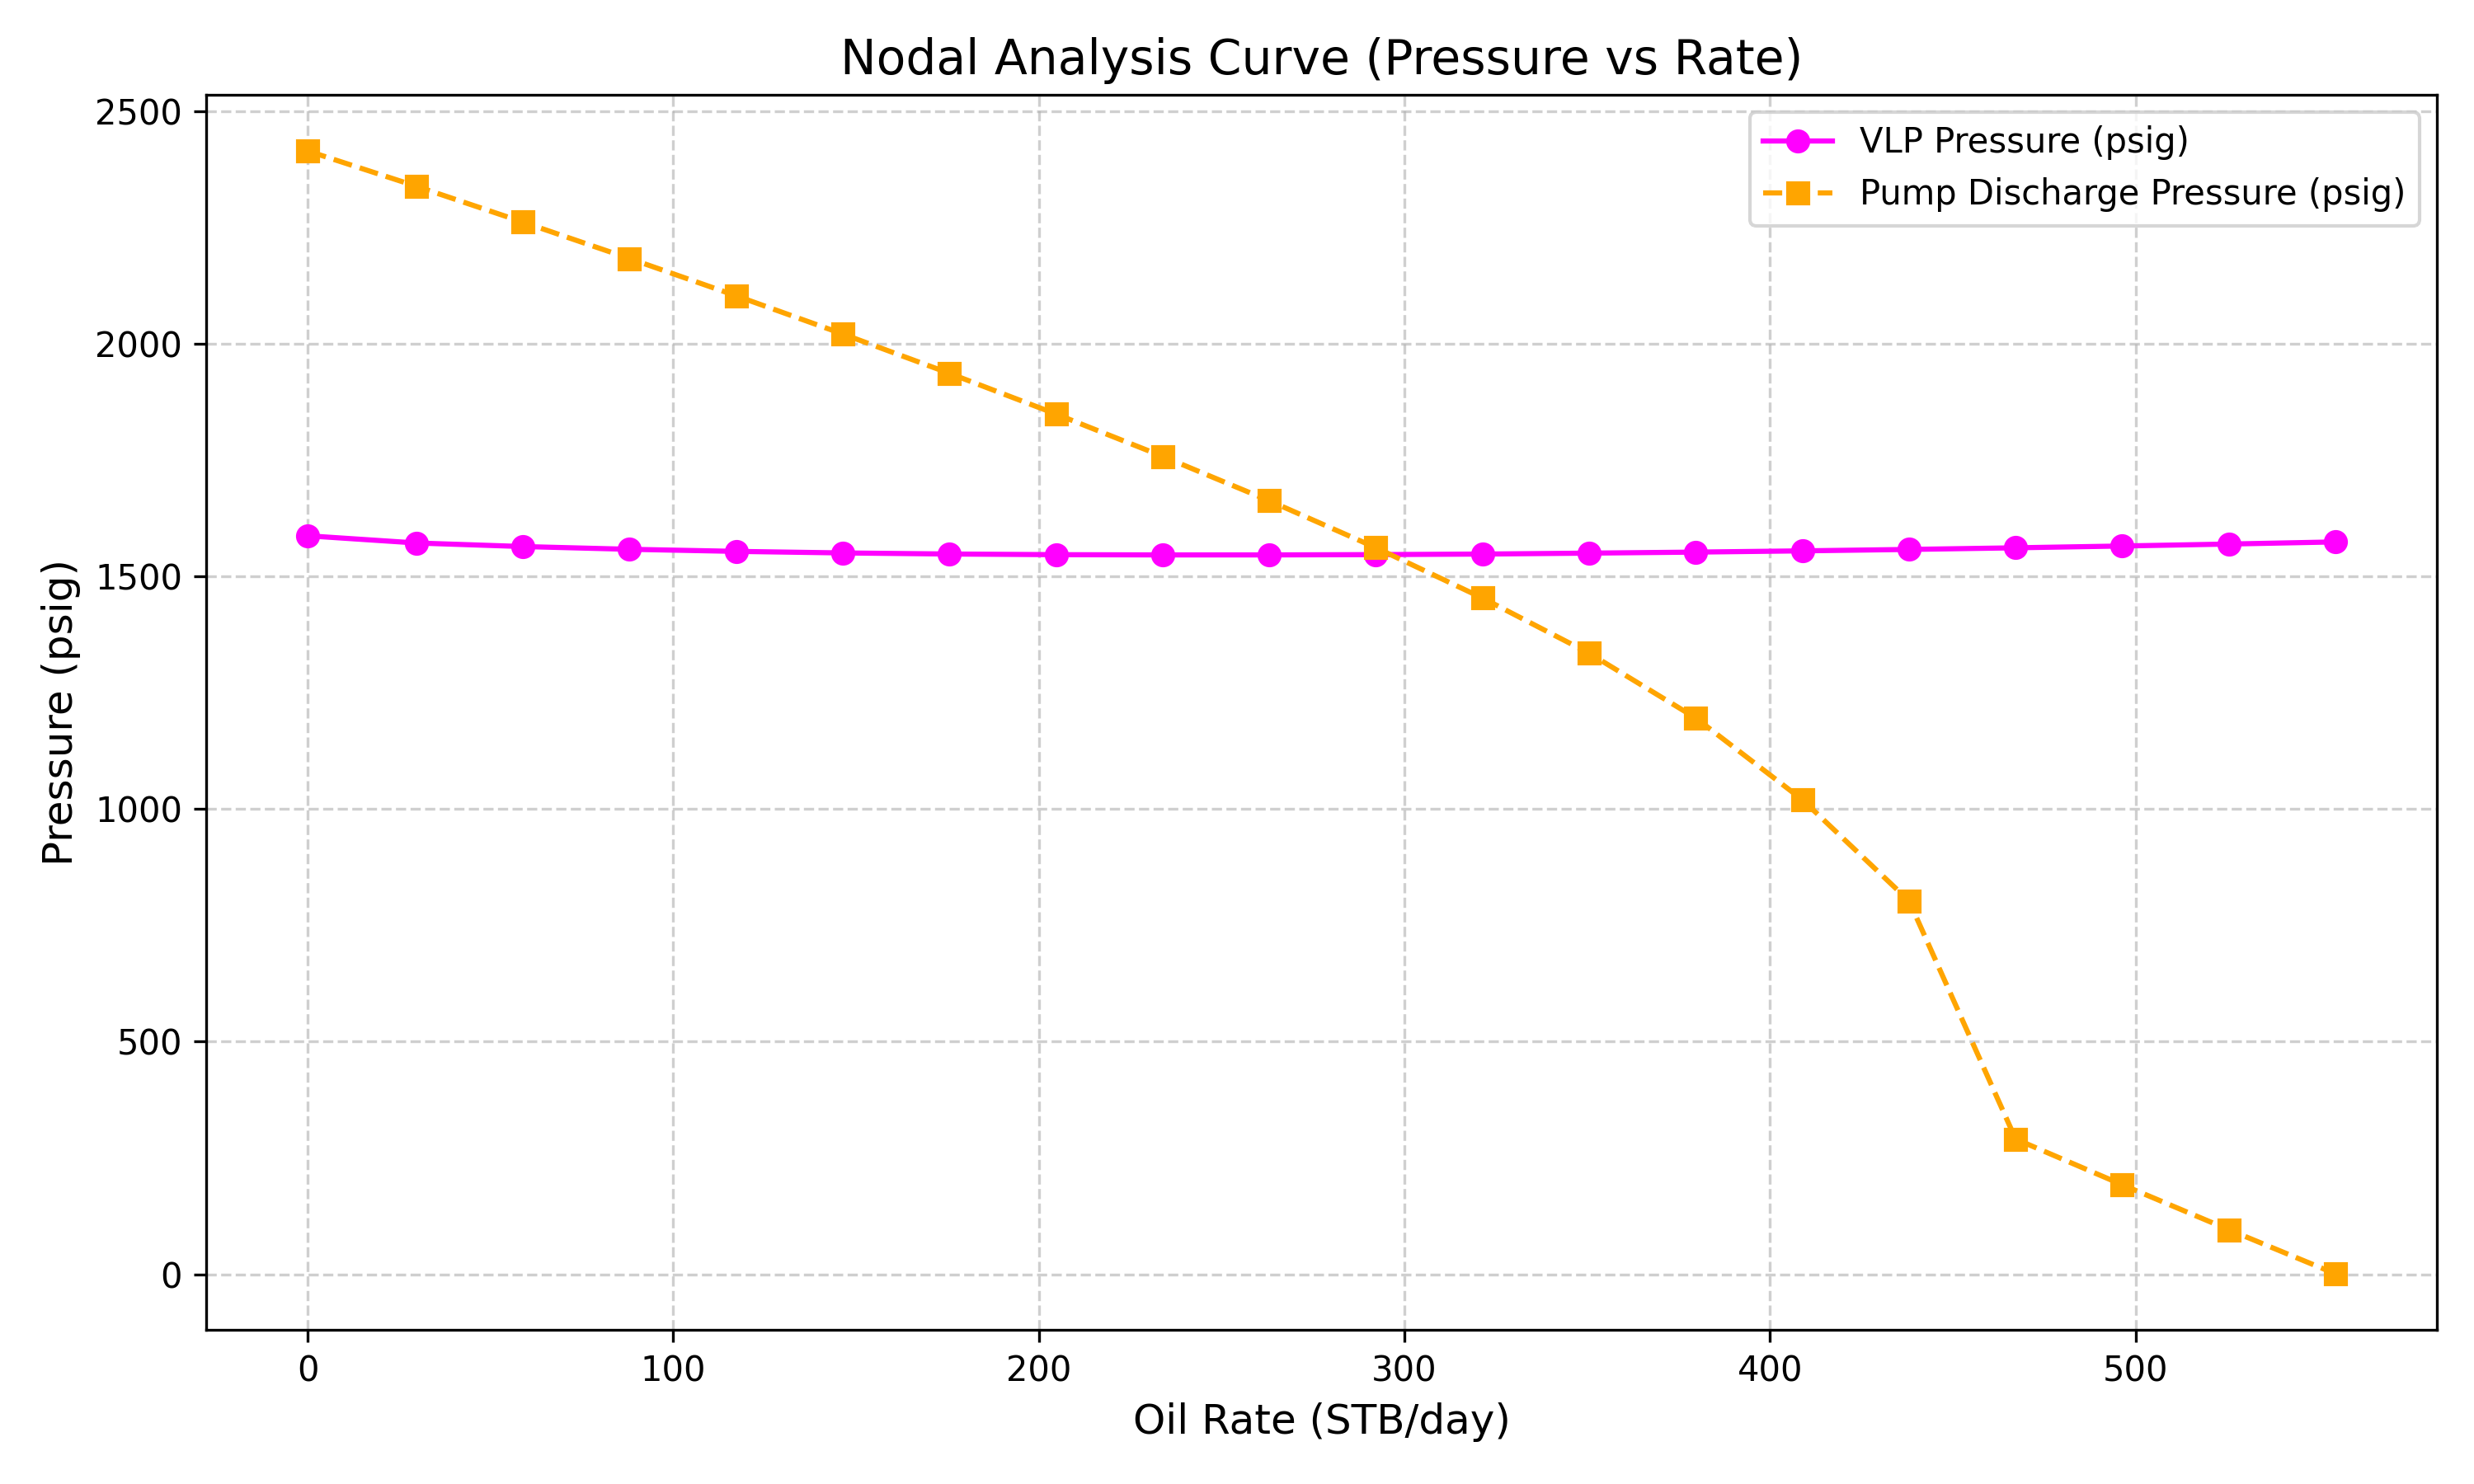 Nodal Analysis Curve (Pressure vs Rate)
VLP Pressure (psig)
Pump Discharge Pressure (psig)
Pressure (psig)
2500
2000
1500
1000
500
0
0 100 200 300 400 500
Oil Rate (STB/day)